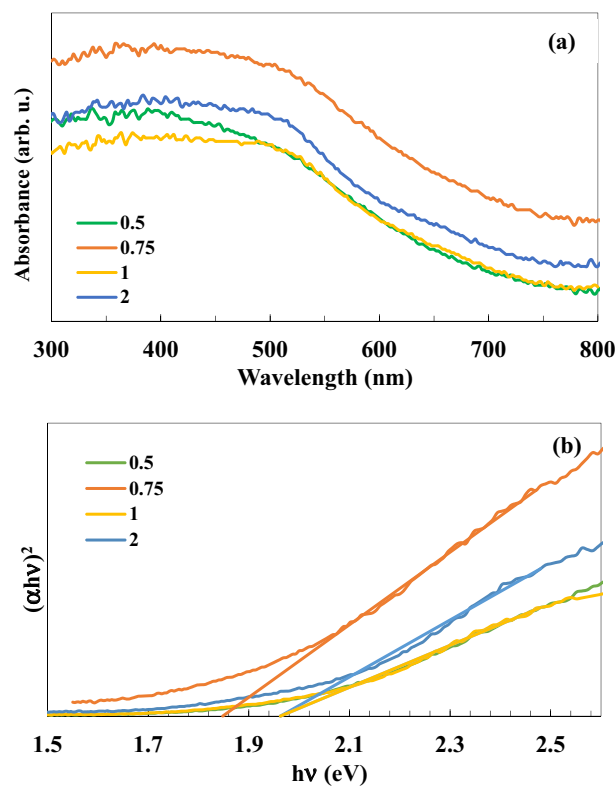 (a)
Absorbance (arb. u.)
0.5
0.75
1
2
300 400 500 600 700 800
Wavelength (nm)
(b)
0.5
0.75
1
2
(αhν)²
1.5 1.7 1.9 2.1 2.3 2.5
hν (eV)